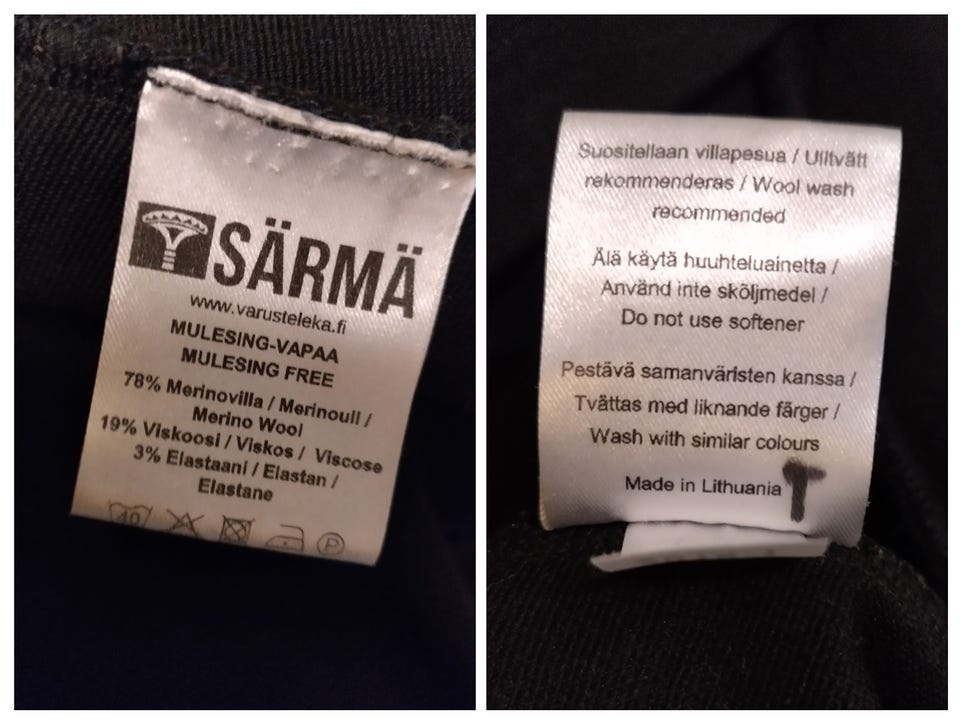 SÄRMÄ
www.varusteleka.fi
MULESING-VAPAA
MULESING FREE
78% Merinovilla / Merinoull /
Merino Wool
19% Viskoosi / Viskos / Viscose
3% Elastaani / Elastan /
Elastane
40
P
Suositellaan villapesua / Ulltvätt
rekommenderas / Wool wash
recommended
Älä käytä huuhteluainetta /
Använd inte sköljmedel /
Do not use softener
Pestävä samanväristen kanssa /
Tvättas med liknande färger /
Wash with similar colours
Made in Lithuania T